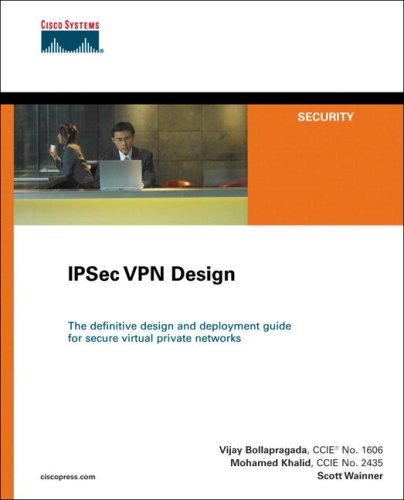 CISCO SYSTEMS
SECURITY
IPSec VPN Design
The definitive design and deployment guide
for secure virtual private networks
Vijay Bollapragada, CCIE® No. 1606
Mohamed Khalid, CCIE No. 2435
Scott Wainner
ciscopress.com